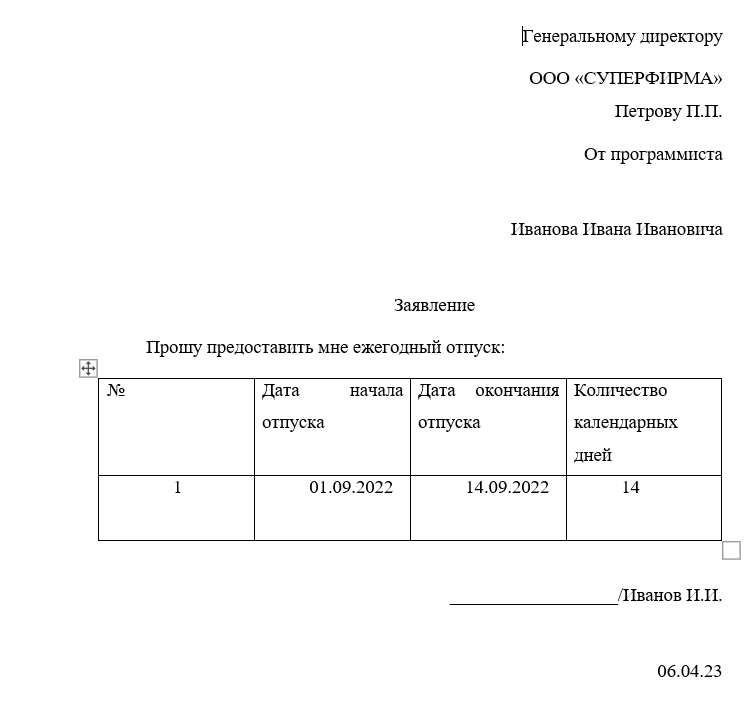 Генеральному директору
ООО «СУПЕРФИРМА»
Петрову П.П.
От программиста
Иванова Ивана Ивановича
Заявление
Прошу предоставить мне ежегодный отпуск:
№ Дата начала отпуска Дата окончания отпуска Количество календарных дней
1 01.09.2022 14.09.2022 14
___________________/Иванов И.И.
06.04.23